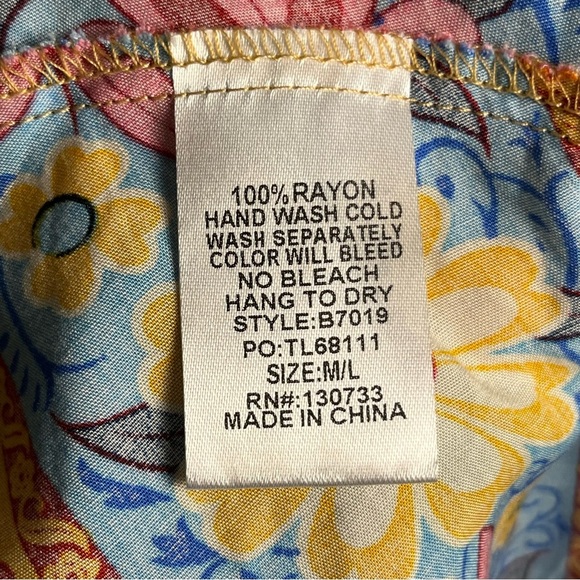 100% RAYON
HAND WASH COLD
WASH SEPARATELY
COLOR WILL BLEED
NO BLEACH
HANG TO DRY
STYLE:B7019
PO:TL68111
SIZE:M/L
RN#:130733
MADE IN CHINA